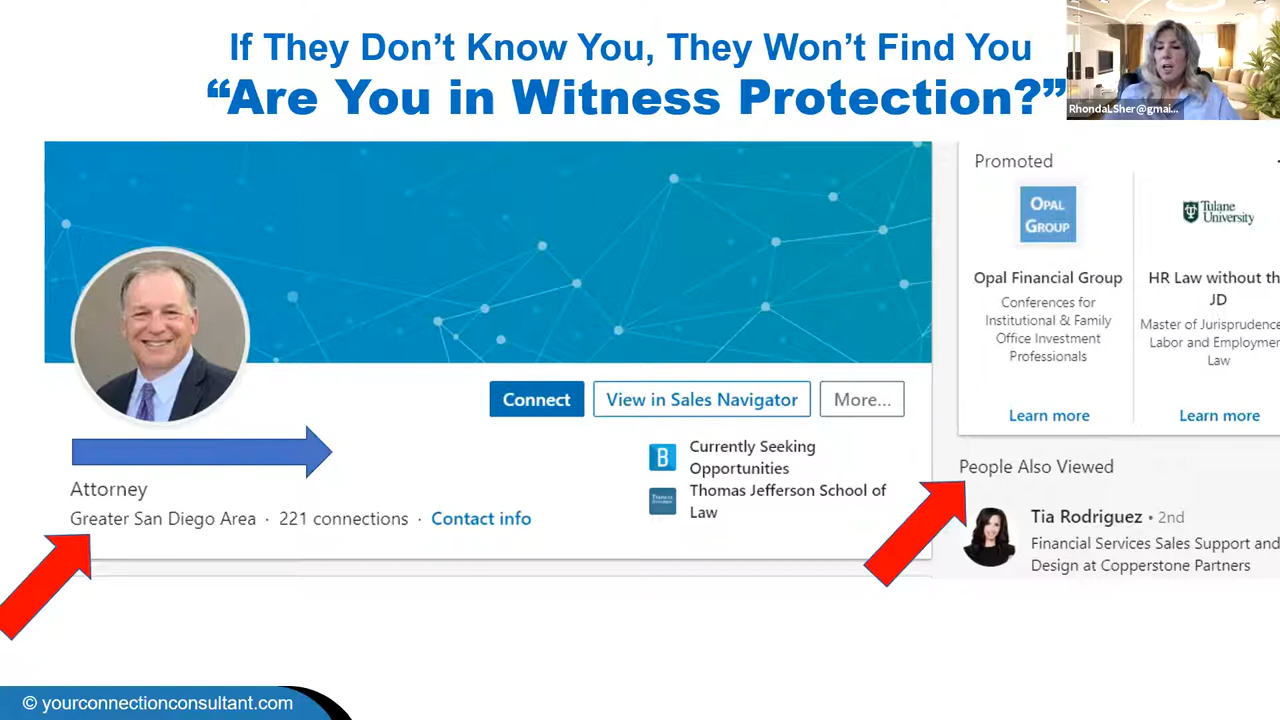 If They Don't Know You, They Won't Find You
“Are You in Witness Protection?”
RhondaLSher@gmai...
Promoted
OPAL
GROUP
Tulane
University
Opal Financial Group
Conferences for
Institutional & Family
Office Investment
Professionals
Learn more
HR Law without th
JD
Master of Jurisprudence
Labor and Employme
Law
Learn more
Connect
View in Sales Navigator
More...
B
Currently Seeking
Opportunities
Thomas Jefferson School of
Law
Attorney
Greater San Diego Area · 221 connections · Contact info
People Also Viewed
Tia Rodriguez • 2nd
Financial Services Sales Support and
Design at Copperstone Partners
© yourconnectionconsultant.com